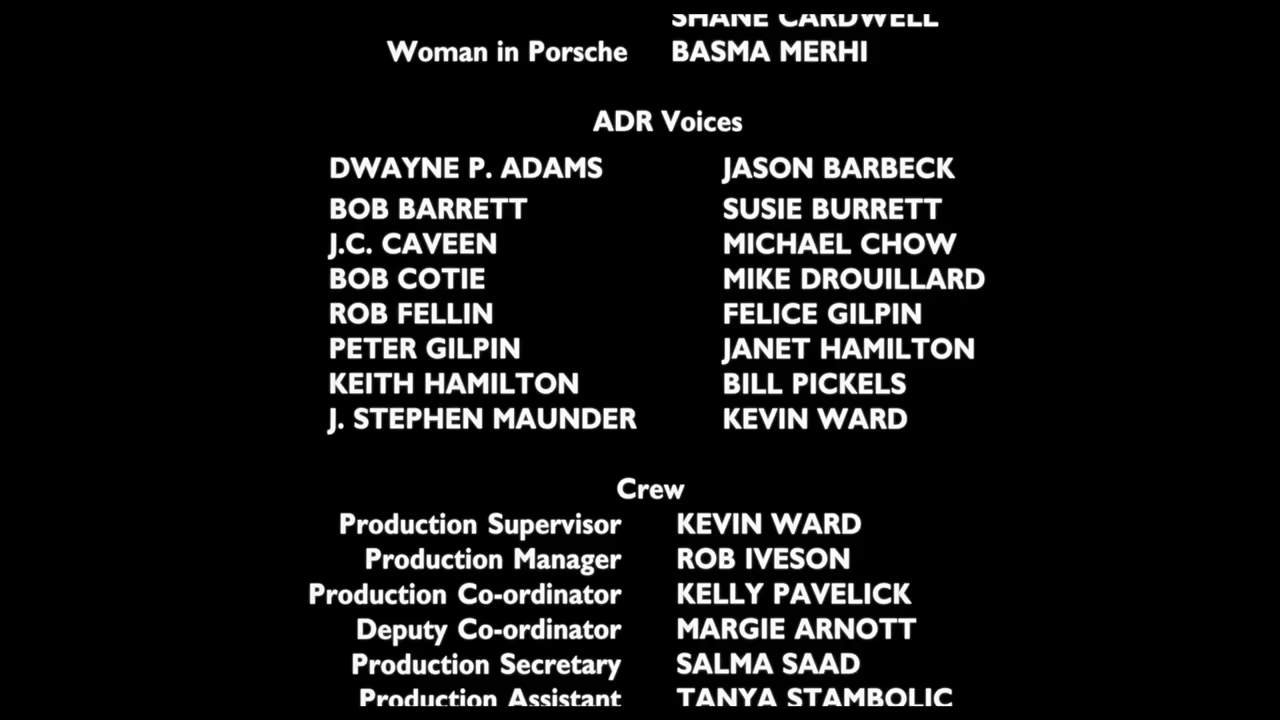 SHANE CARDWELL
Woman in Porsche BASMA MERHI
ADR Voices
DWAYNE P. ADAMS JASON BARBECK
BOB BARRETT SUSIE BURRETT
J.C. CAVEEN MICHAEL CHOW
BOB COTIE MIKE DROUILLARD
ROB FELLIN FELICE GILPIN
PETER GILPIN JANET HAMILTON
KEITH HAMILTON BILL PICKELS
J. STEPHEN MAUNDER KEVIN WARD
Crew
Production Supervisor KEVIN WARD
Production Manager ROB IVESON
Production Co-ordinator KELLY PAVELICK
Deputy Co-ordinator MARGIE ARNOTT
Production Secretary SALMA SAAD
Production Assistant TANYA STAMBOLIC